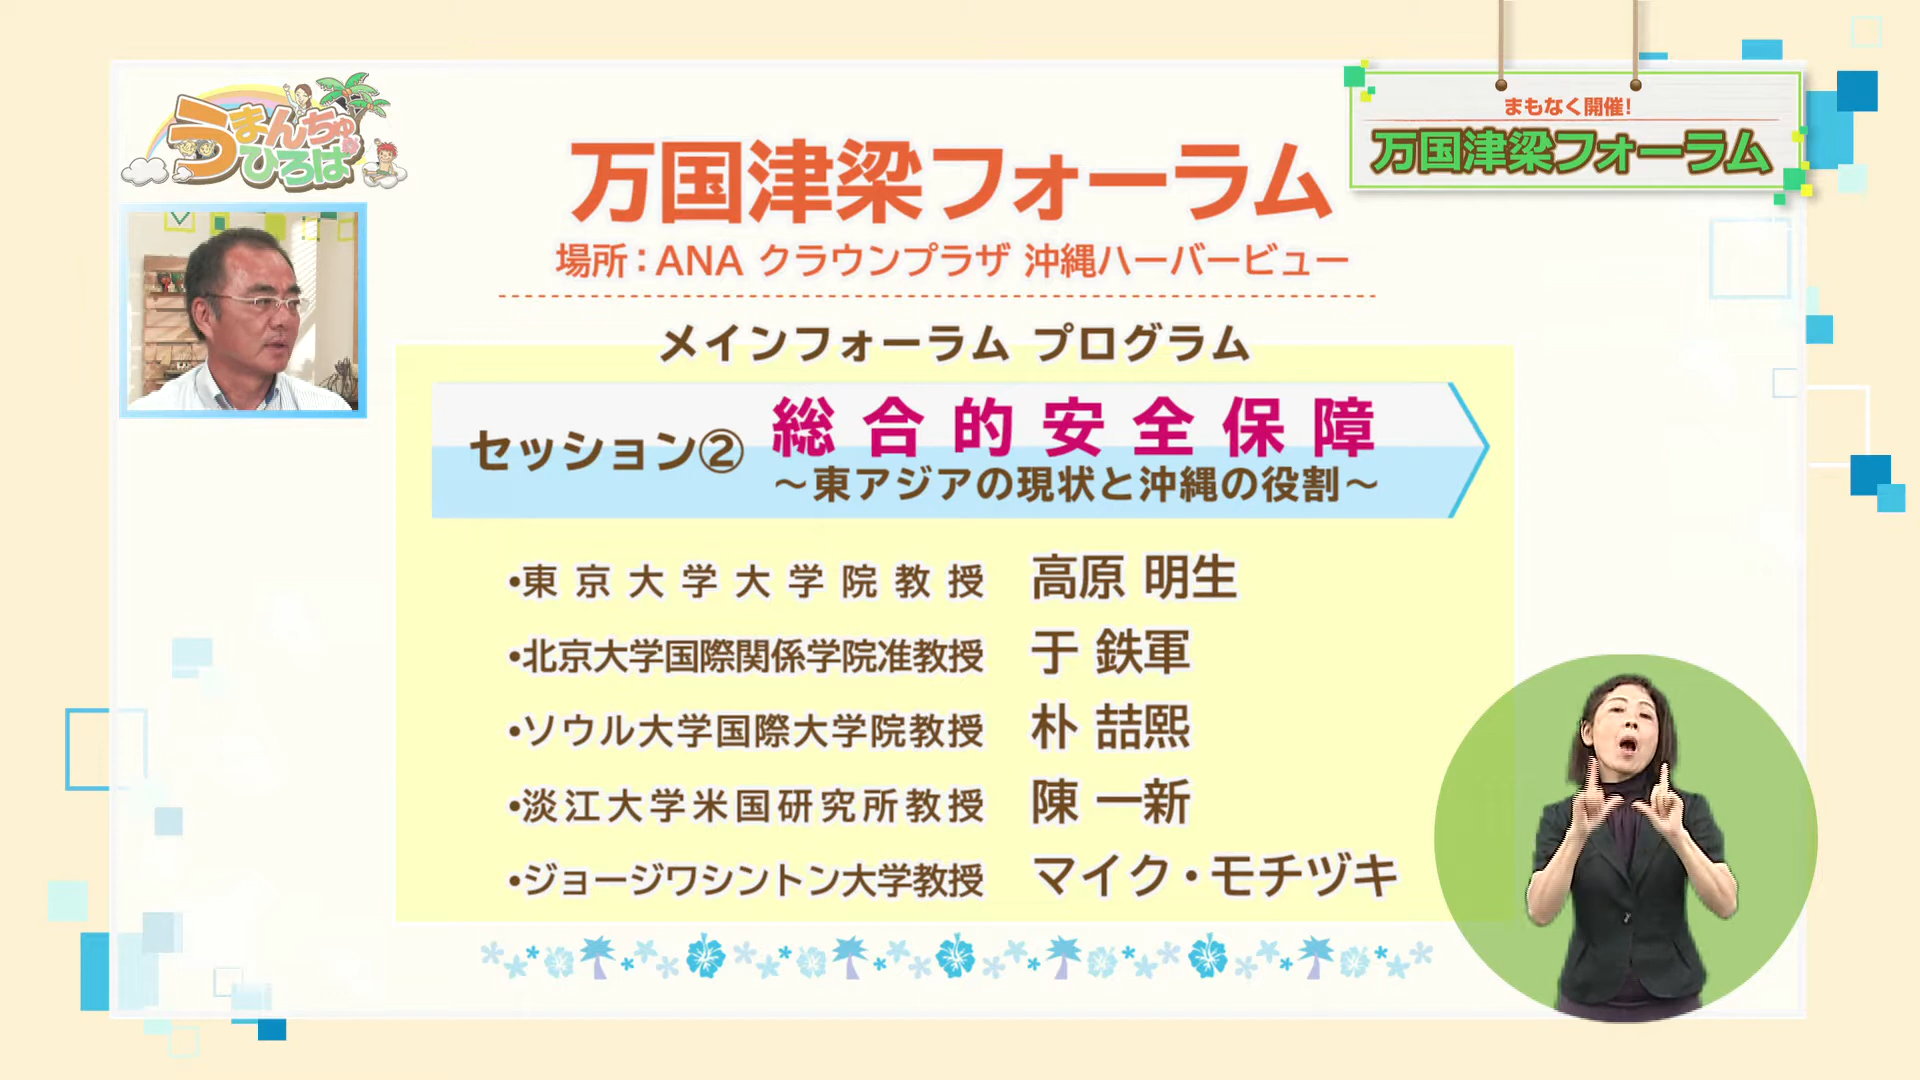 うまんちゅ
ひろば
まもなく開催!
万国津梁フォーラム
万国津梁フォーラム
場所：ANA クラウンプラザ 沖縄ハーバービュー
メインフォーラム プログラム
セッション② 総合的安全保障
～東アジアの現状と沖縄の役割～
・東京大学大学院教授 高原 明生
・北京大学国際関係学院准教授 于 鉄軍
・ソウル大学国際大学院教授 朴 喆熙
・淡江大学米国研究所教授 陳 一新
・ジョージワシントン大学教授 マイク・モチヅキ